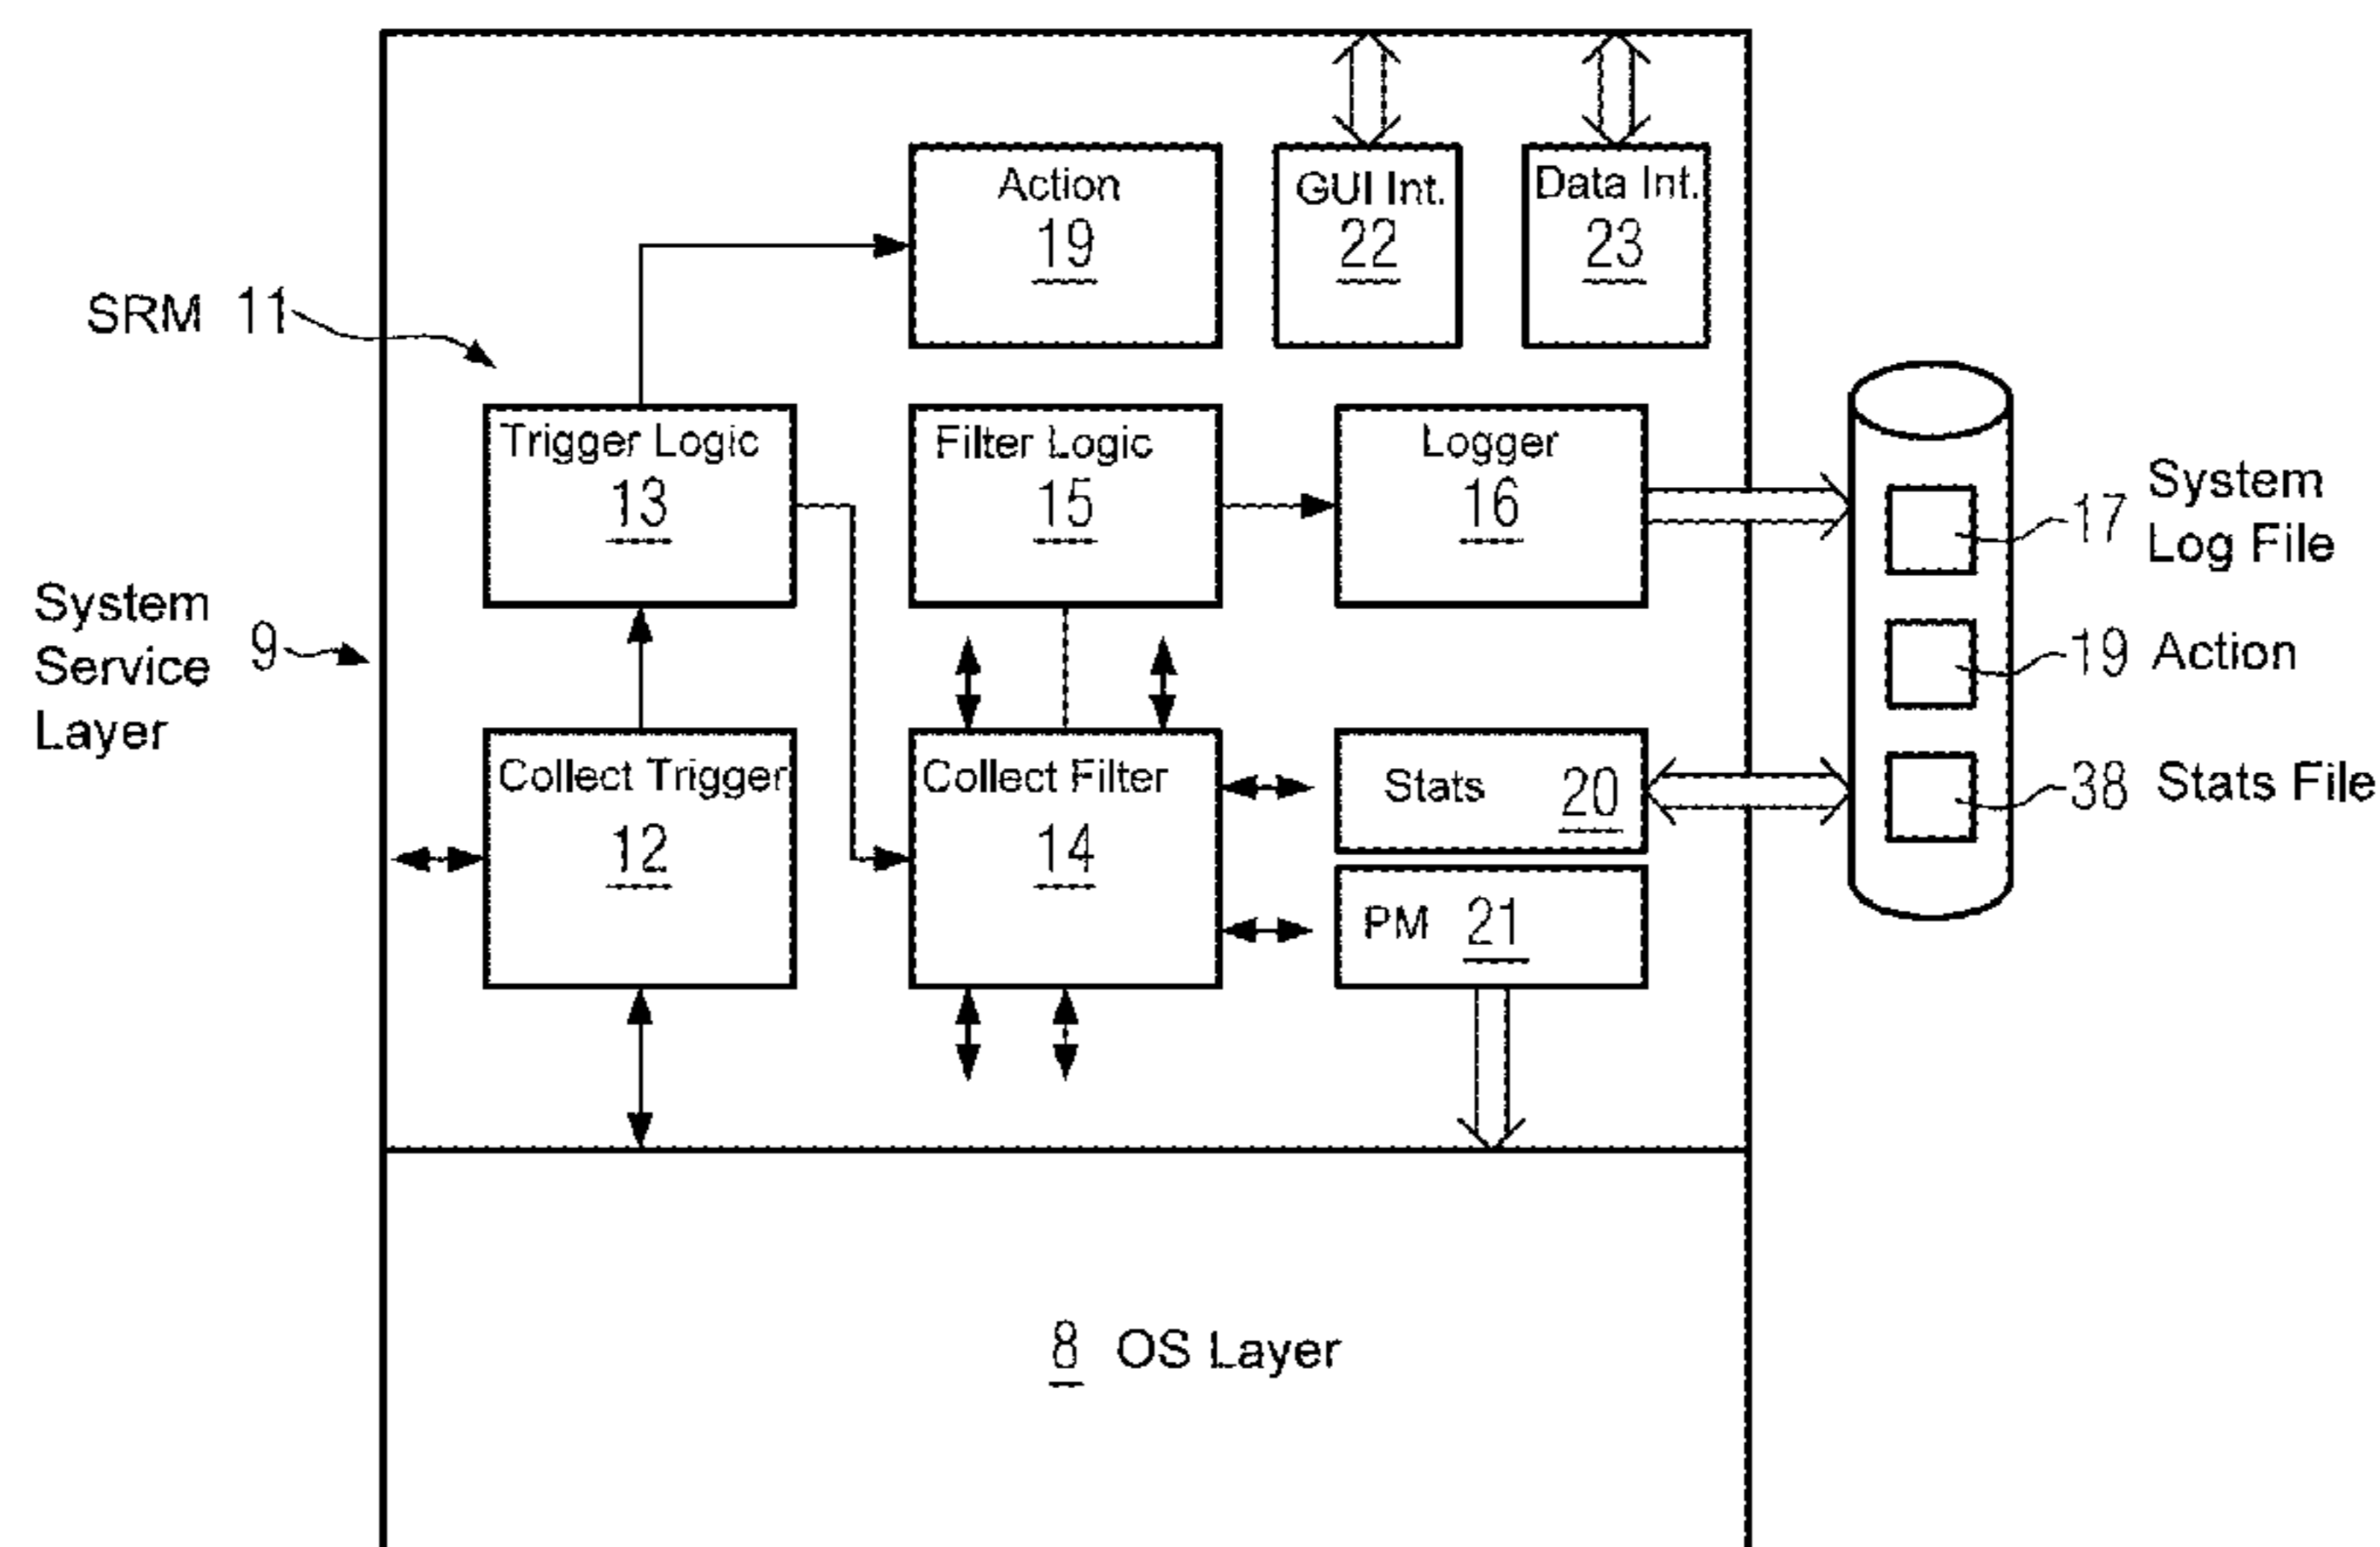 Action
19
GUI Int.
22
Data Int.
23
SRM 11
Trigger Logic
13
Filter Logic
15
Logger
16
17 System
Log File
System
Service
Layer
9
19 Action
Collect Trigger
12
Collect Filter
14
Stats 20
38 Stats File
PM 21
8 OS Layer